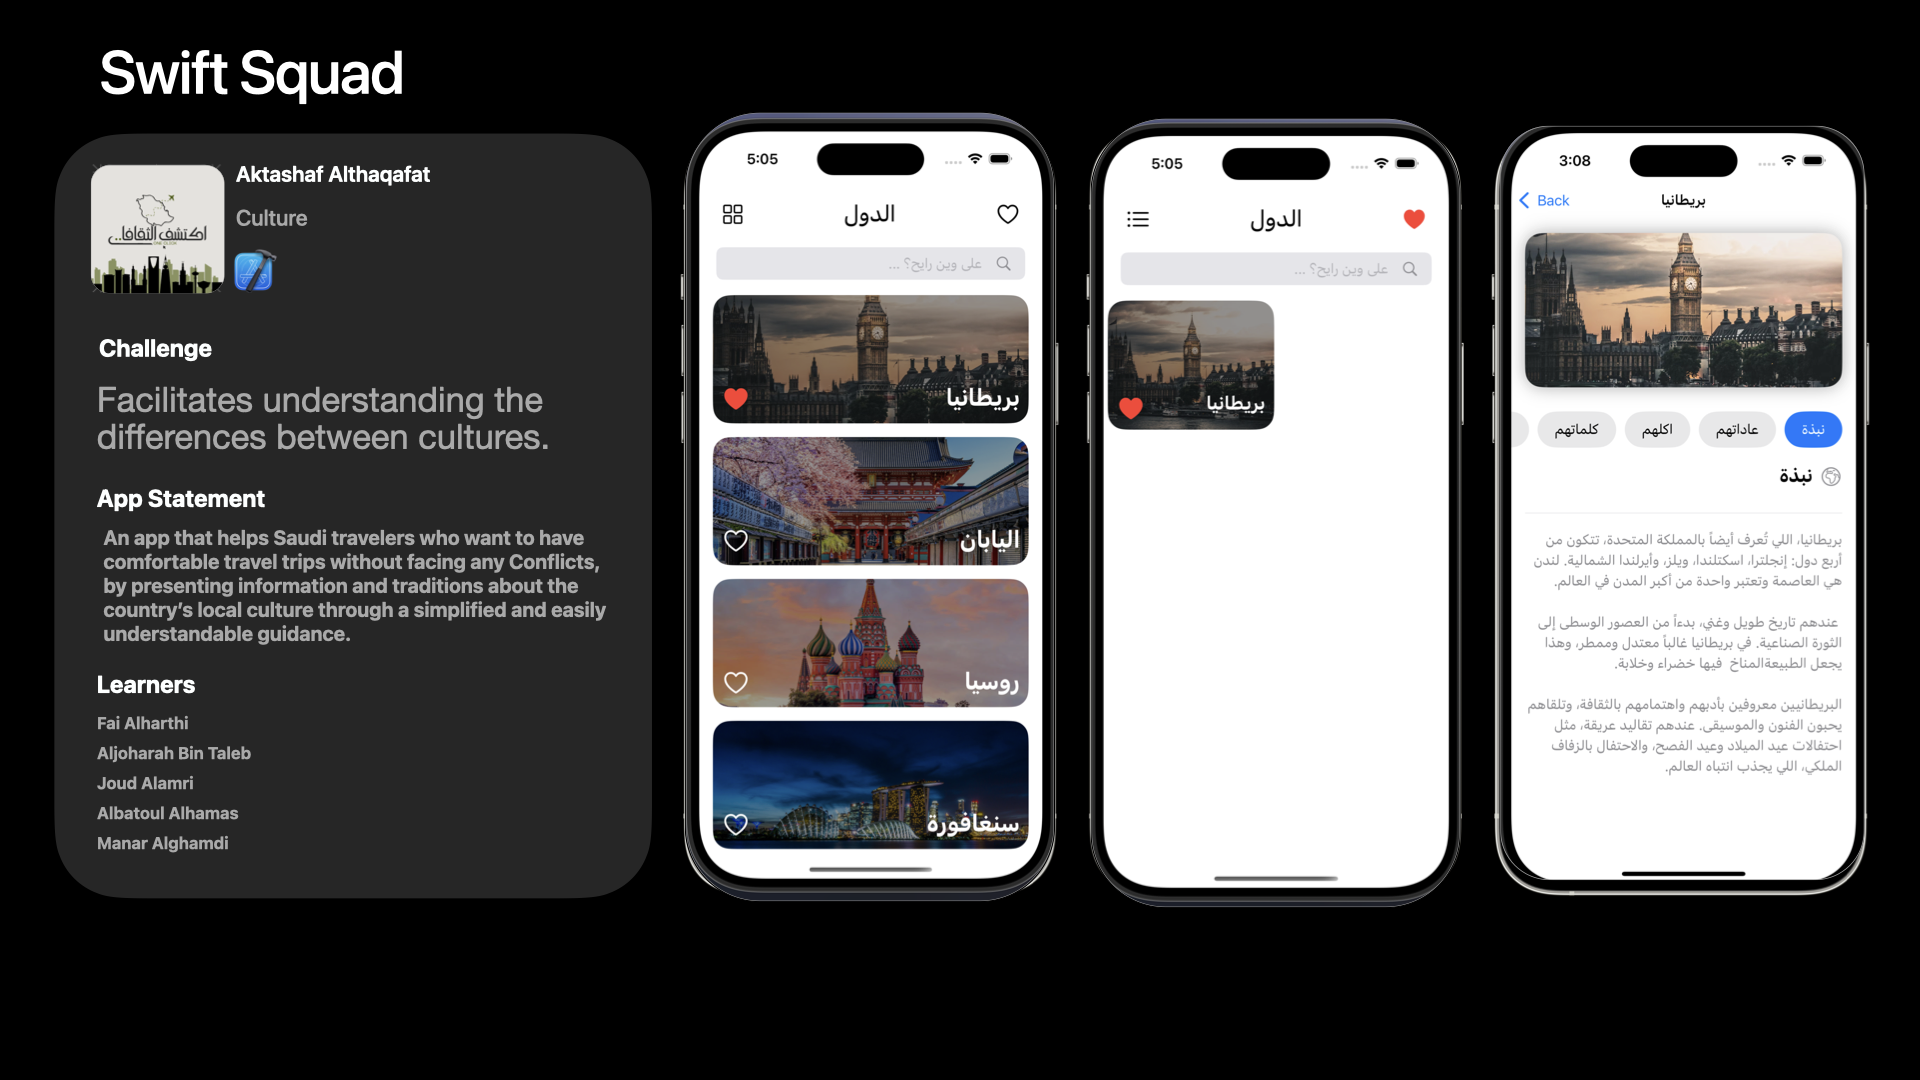 Swift Squad
Aktashaf Althaqafat
Culture
اكتشف الثقافا..
Challenge
Facilitates understanding the
differences between cultures.
App Statement
An app that helps Saudi travelers who want to have
comfortable travel trips without facing any Conflicts,
by presenting information and traditions about the
country's local culture through a simplified and easily
understandable guidance.
Learners
Fai Alharthi
Aljoharah Bin Taleb
Joud Alamri
Albatoul Alhamas
Manar Alghamdi
5:05
الدول
على وين رايح؟ ...
بريطانيا
اليابان
روسيا
سنغافورة
5:05
الدول
على وين رايح؟ ...
بريطانيا
3:08
Back
بريطانيا
نبذة
عاداتهم
اكلهم
كلماتهم
نبذة
بريطانيا، اللي تُعرف أيضاً بالمملكة المتحدة، تتكون من
أربع دول: إنجلترا، اسكتلندا، ويلز، وأيرلندا الشمالية. لندن
هي العاصمة وتعتبر واحدة من أكبر المدن في العالم.
عندهم تاريخ طويل وغني، بدءاً من العصور الوسطى إلى
الثورة الصناعية. في بريطانيا غالباً معتدل وممطر، وهذا
يجعل الطبيعةالمناخ فيها خضراء وخلابة.
البريطانيين معروفين بأدبهم واهتمامهم بالثقافة، وتلقاهم
يحبون الفنون والموسيقى. عندهم تقاليد عريقة، مثل
احتفالات عيد الميلاد وعيد الفصح، والاحتفال بالزفاف
الملكي، اللي يجذب انتباه العالم.